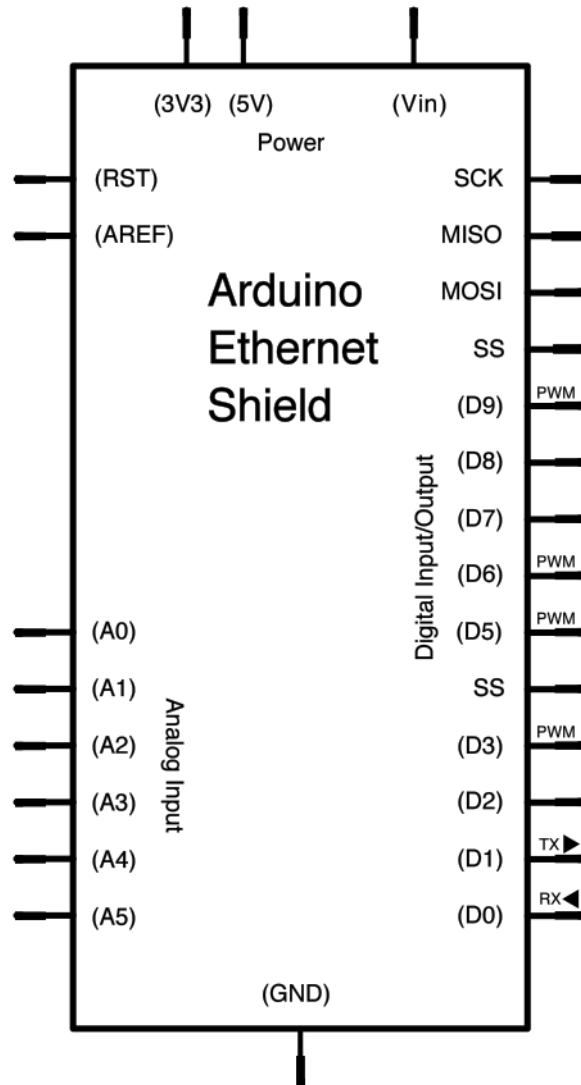 (3V3) (5V) (Vin)
Power
(RST) SCK
(AREF) MISO
Arduino MOSI
Ethernet SS
Shield (D9) PWM
(D8)
(D7)
Digital Input/Output
(D6) PWM
(A0) (D5) PWM
(A1) SS
Analog Input
(A2) (D3) PWM
(A3) (D2)
(A4) (D1) TX
(A5) (D0) RX
(GND)